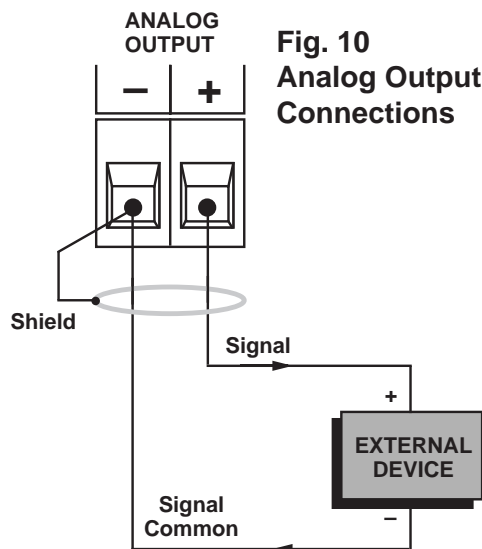 ANALOG
OUTPUT
Fig. 10
Analog Output
Connections
– +
Shield
Signal
+
EXTERNAL
DEVICE
–
Signal
Common